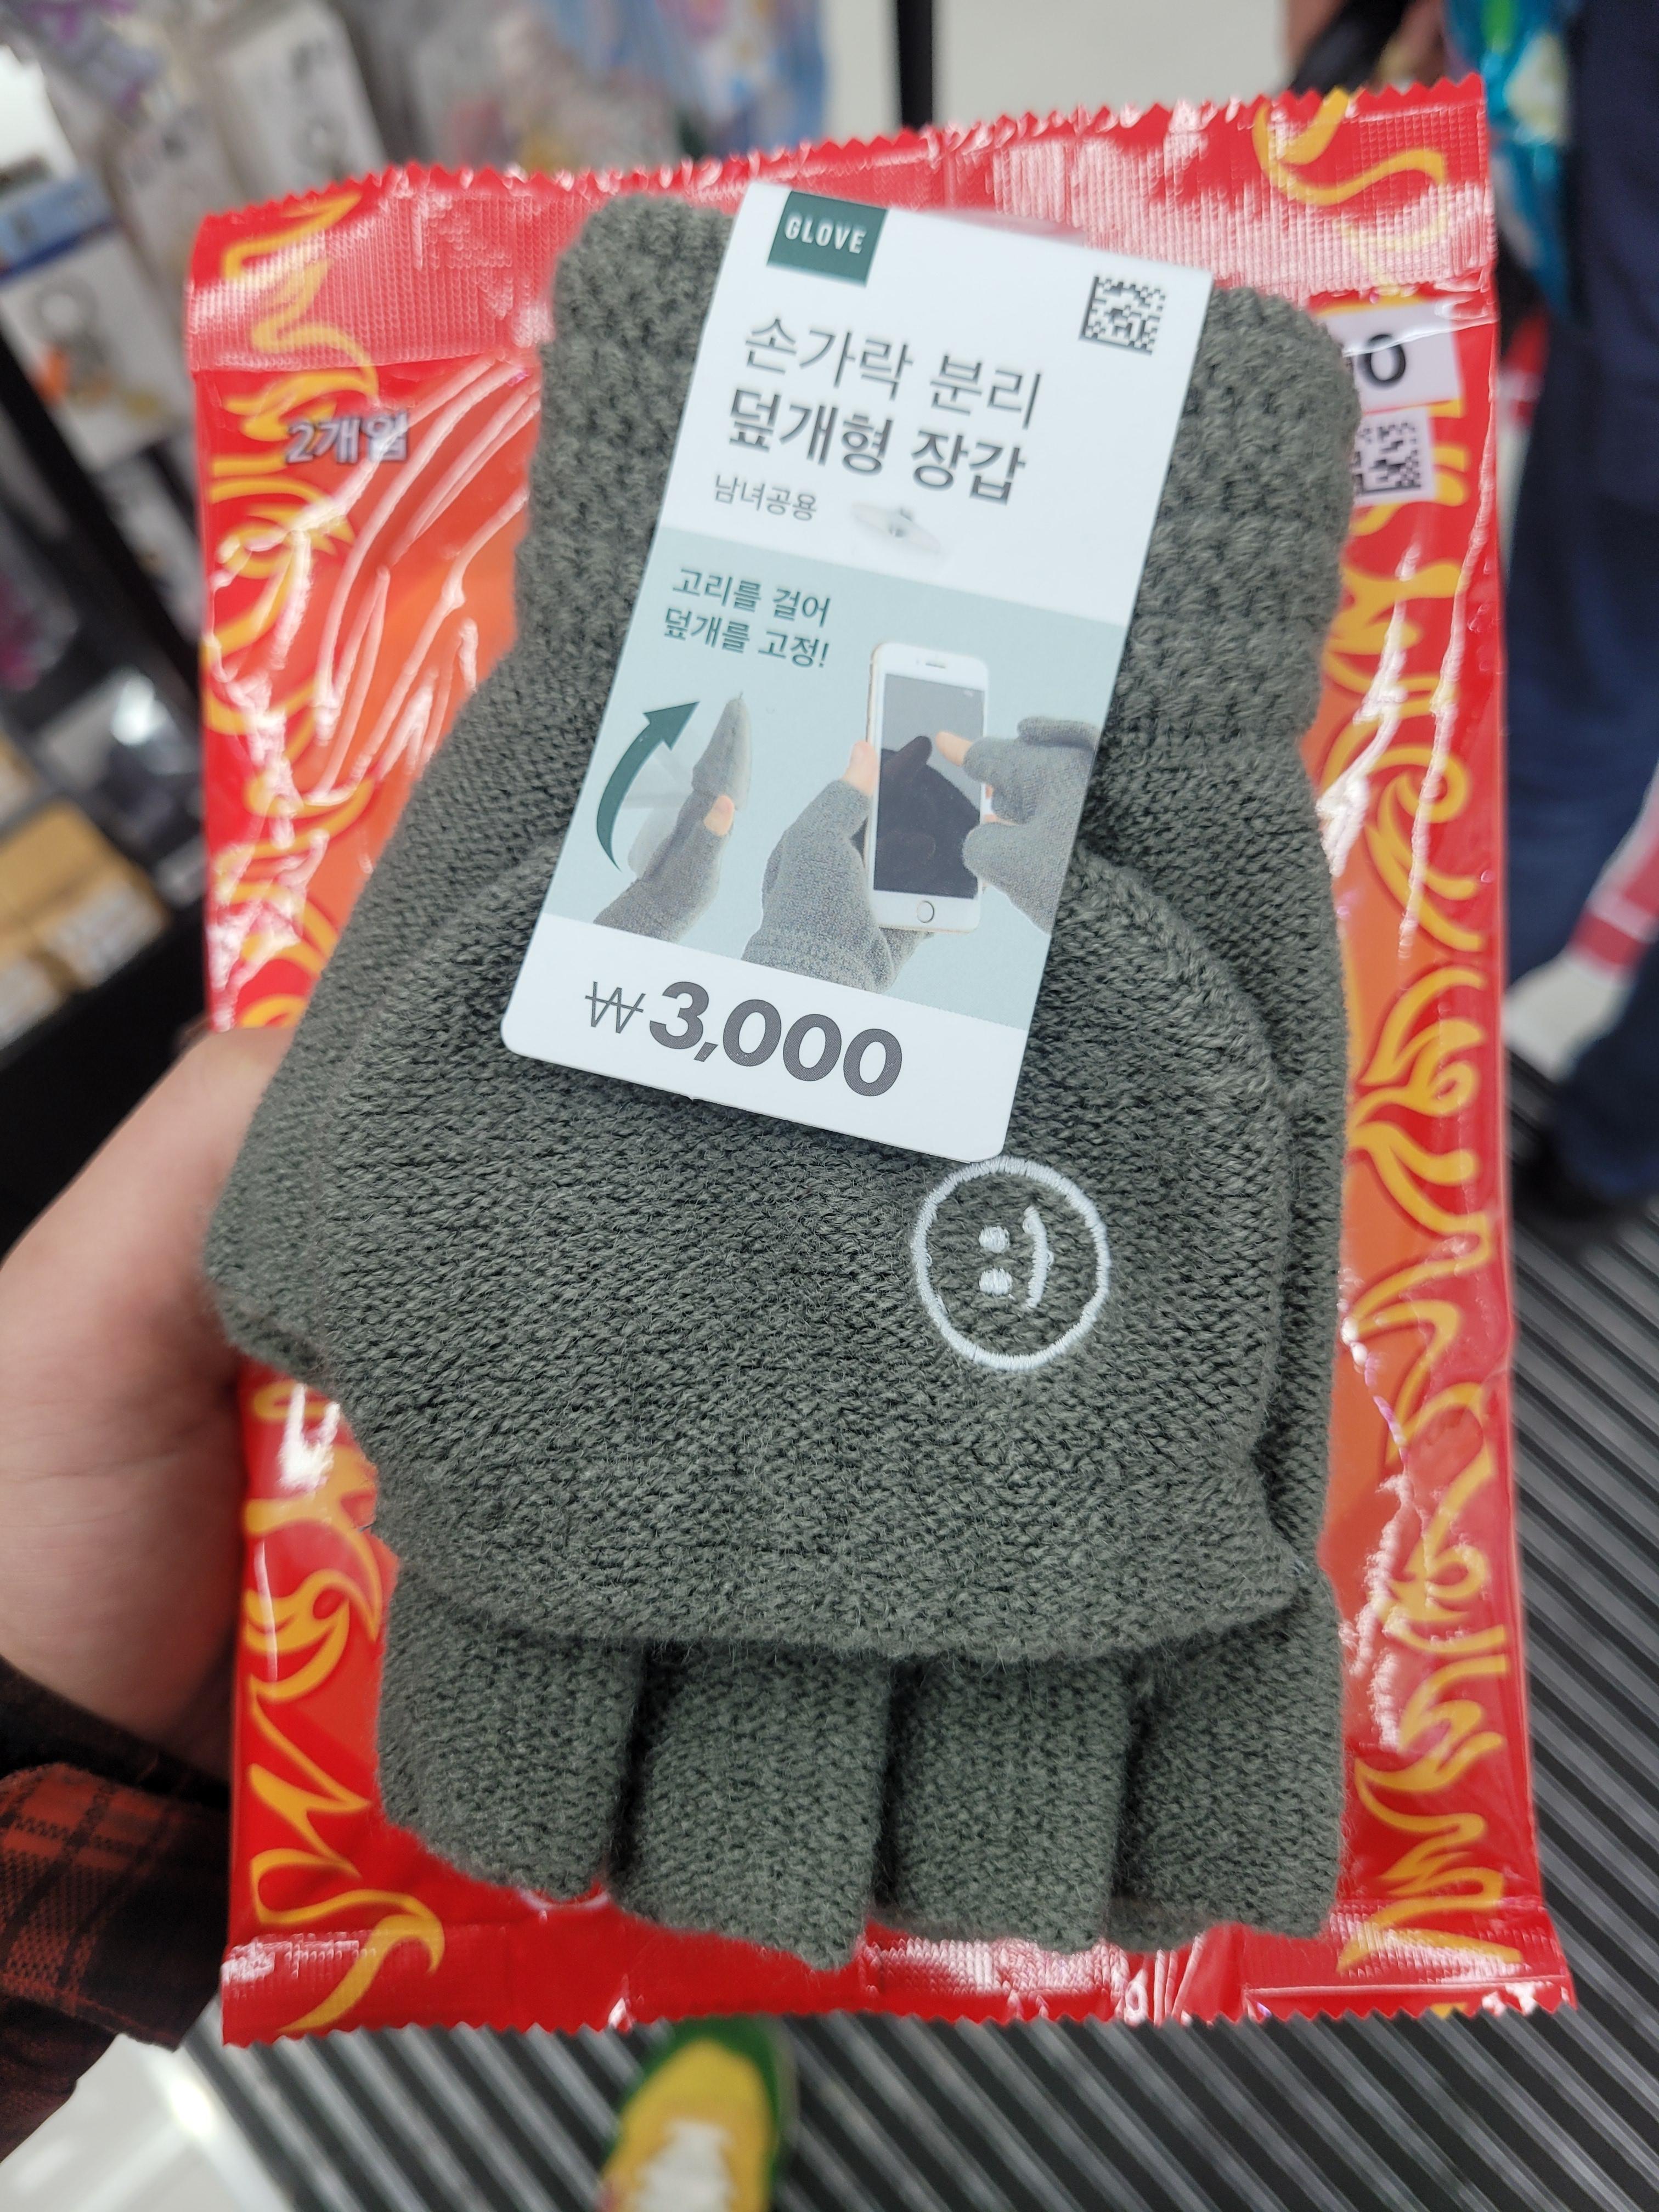 GLOVE
손가락 분리
덮개형 장갑
남녀공용
고리를 걸어
덮개를 고정!
₩3,000
2개입